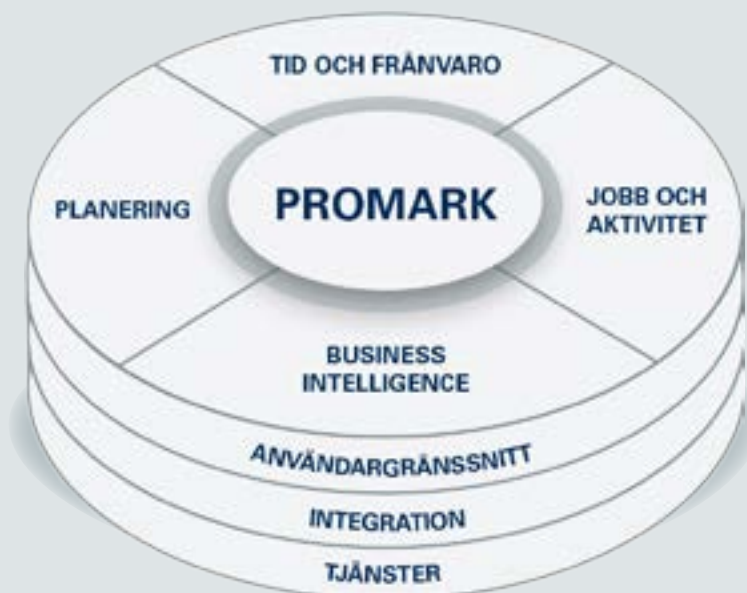 TID OCH FRÅNVARO
PLANERING
PROMARK
JOBB OCH
AKTIVITET
BUSINESS
INTELLIGENCE
ANVÄNDARGRÄNSSNITT
INTEGRATION
TJÄNSTER